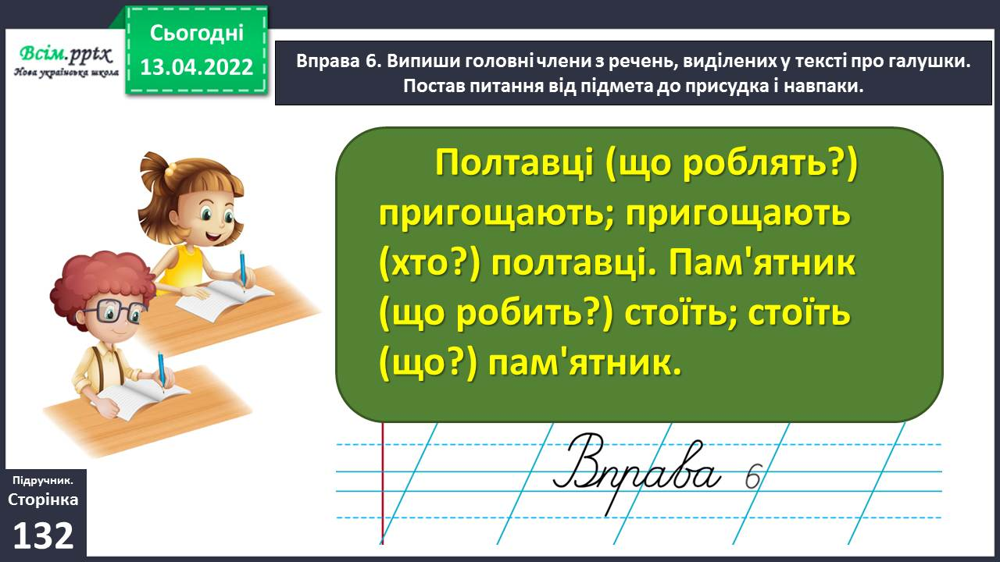 Всім.pptx
Нова українська школа
Сьогодні
13.04.2022
Вправа 6. Випиши головні члени з речень, виділених у тексті про галушки.
Постав питання від підмета до присудка і навпаки.
Полтавці (що роблять?)
пригощають; пригощають
(хто?) полтавці. Пам'ятник
(що робить?) стоїть; стоїть
(що?) пам'ятник.
Вправа 6
Підручник.
Сторінка
132